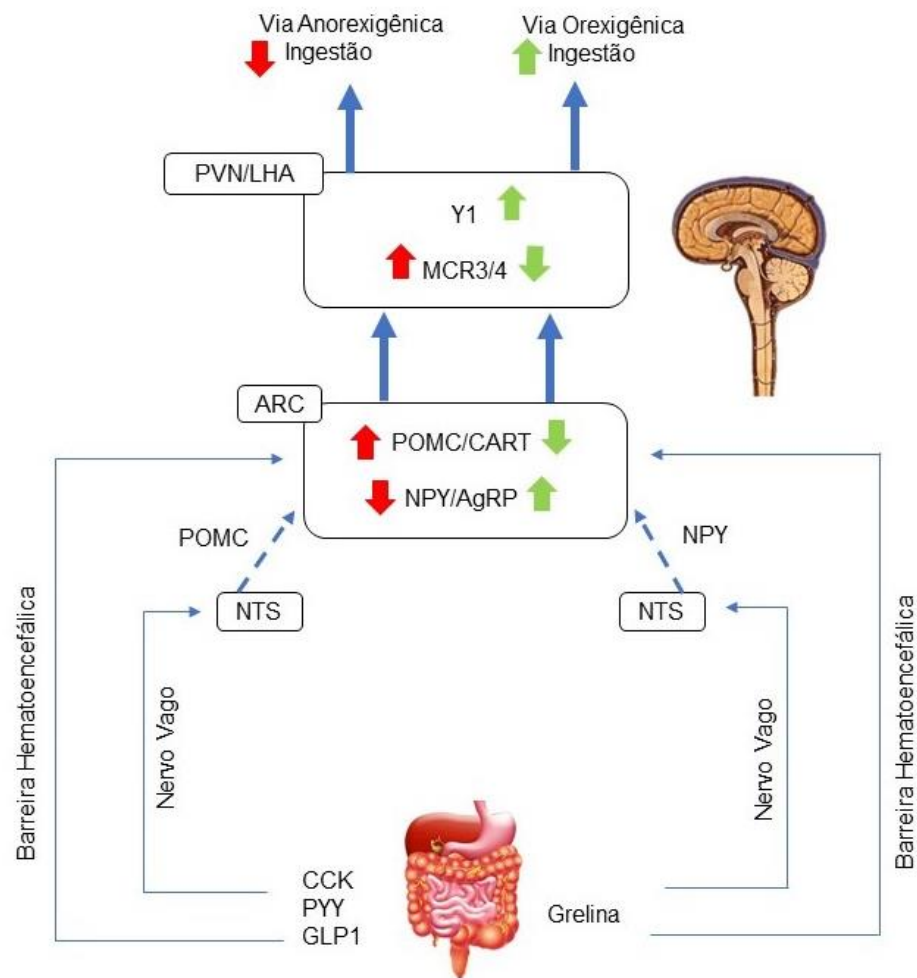 Via Anorexigênica
Ingestão
Via Orexigênica
Ingestão
PVN/LHA
Y1
MCR3/4
ARC
POMC/CART
NPY/AgRP
POMC
NPY
NTS
NTS
Barreira Hematoencefálica
Nervo Vago
Nervo Vago
Barreira Hematoencefálica
CCK
PYY
GLP1
Grelina